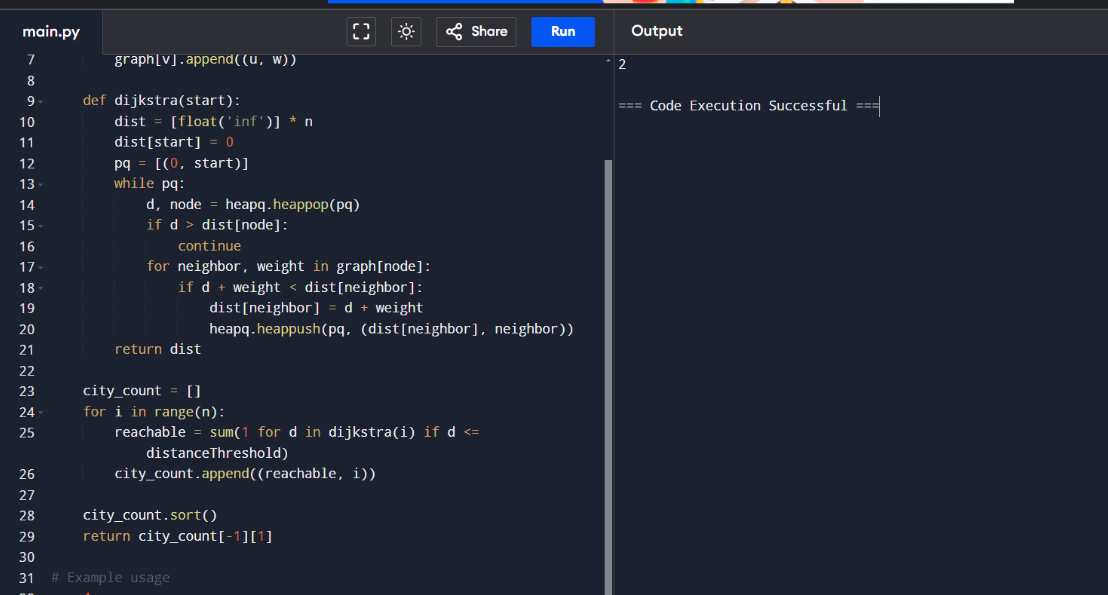 main.py
Share
Run
Output
7 graph[v].append((u, w))
8
9 def dijkstra(start):
10 dist = [float('inf')] * n
11 dist[start] = 0
12 pq = [(0, start)]
13 while pq:
14 d, node = heapq.heappop(pq)
15 if d > dist[node]:
16 continue
17 for neighbor, weight in graph[node]:
18 if d + weight < dist[neighbor]:
19 dist[neighbor] = d + weight
20 heapq.heappush(pq, (dist[neighbor], neighbor))
21 return dist
22
23 city_count = []
24 for i in range(n):
25 reachable = sum(1 for d in dijkstra(i) if d <=
distanceThreshold)
26 city_count.append((reachable, i))
27
28 city_count.sort()
29 return city_count[-1][1]
30
31 # Example usage
2
=== Code Execution Successful ===